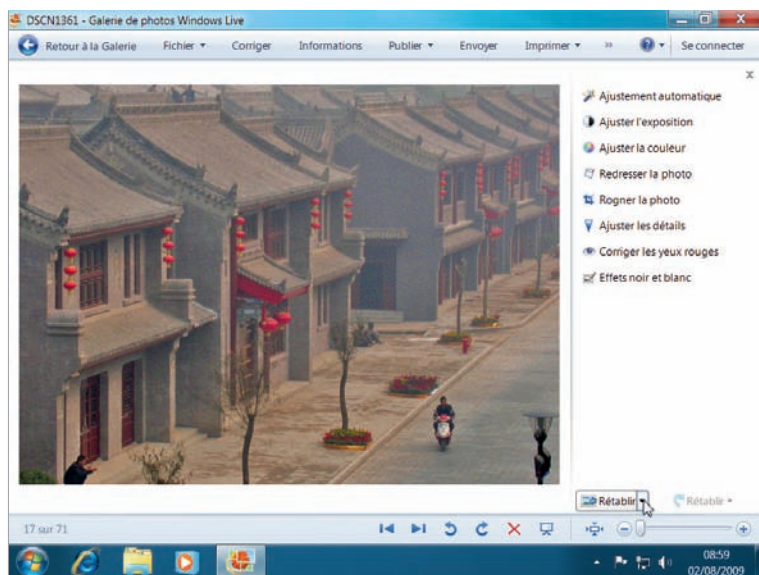 DSCN1361 - Galerie de photos Windows Live
Retour à la Galerie Fichier Corriger Informations Publier Envoyer Imprimer » ? Se connecter
x
Ajustement automatique
Ajuster l'exposition
Ajuster la couleur
Redresser la photo
Rogner la photo
Ajuster les détails
Corriger les yeux rouges
Effets noir et blanc
Rétablir Rétablir
17 sur 71
08:59
02/08/2009